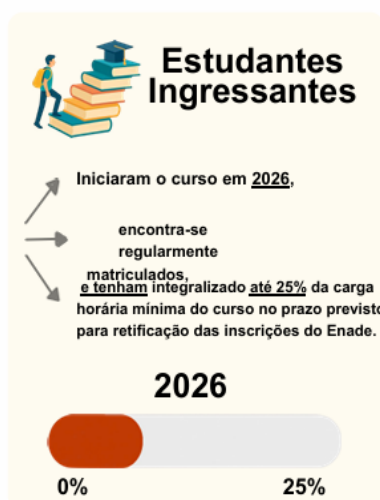 Estudantes
Ingressantes
Iniciaram o curso em 2026,
encontra-se
regularmente
matriculados,
e tenham integralizado até 25% da carga
horária mínima do curso no prazo previsto
para retificação das inscrições do Enade.
2026
0% 25%